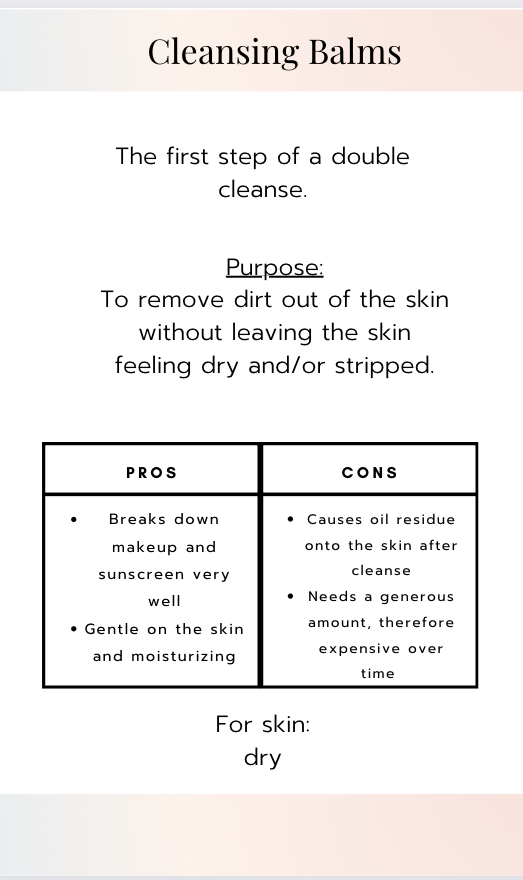 Cleansing Balms
The first step of a double
cleanse.
Purpose:
To remove dirt out of the skin
without leaving the skin
feeling dry and/or stripped.
PROS
• Breaks down
makeup and
sunscreen very
well
• Gentle on the skin
and moisturizing
CONS
• Causes oil residue
onto the skin after
cleanse
• Needs a generous
amount, therefore
expensive over
time
For skin:
dry